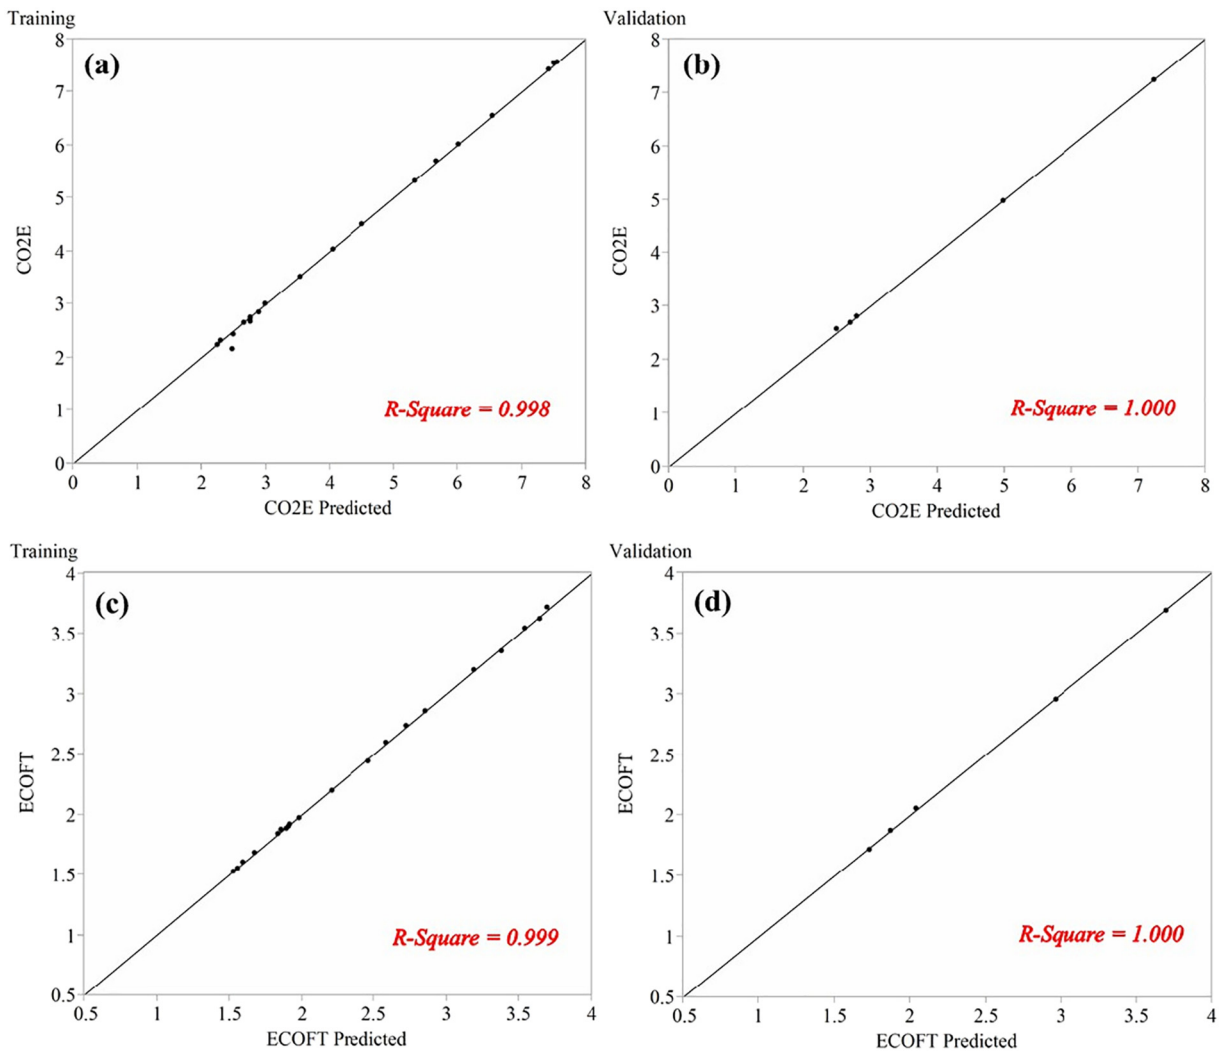 Training
(a)
8
7
6
5
4
3
2
1
0
CO2E
0 1 2 3 4 5 6 7 8
CO2E Predicted
R-Square = 0.998
Validation
(b)
8
7
6
5
4
3
2
1
0
CO2E
0 1 2 3 4 5 6 7 8
CO2E Predicted
R-Square = 1.000
Training
(c)
4
3.5
3
2.5
2
1.5
1
0.5
ECOFT
0.5 1 1.5 2 2.5 3 3.5 4
ECOFT Predicted
R-Square = 0.999
Validation
(d)
4
3.5
3
2.5
2
1.5
1
0.5
ECOFT
0.5 1 1.5 2 2.5 3 3.5 4
ECOFT Predicted
R-Square = 1.000